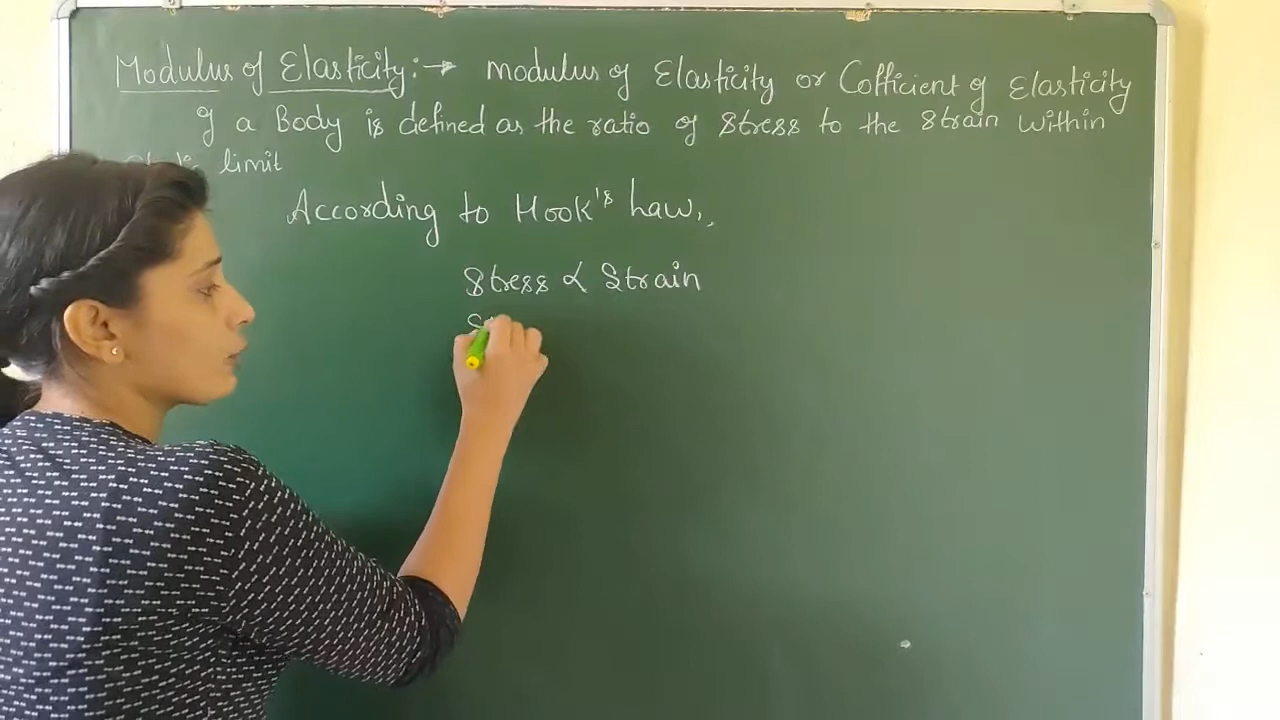 Modulus of Elasticity:→ modulus of Elasticity or Cofficient of Elasticity
of a Body is defined as the ratio of Stress to the Strain within
limit
According to Hook's Law,
Stress ∝ Strain